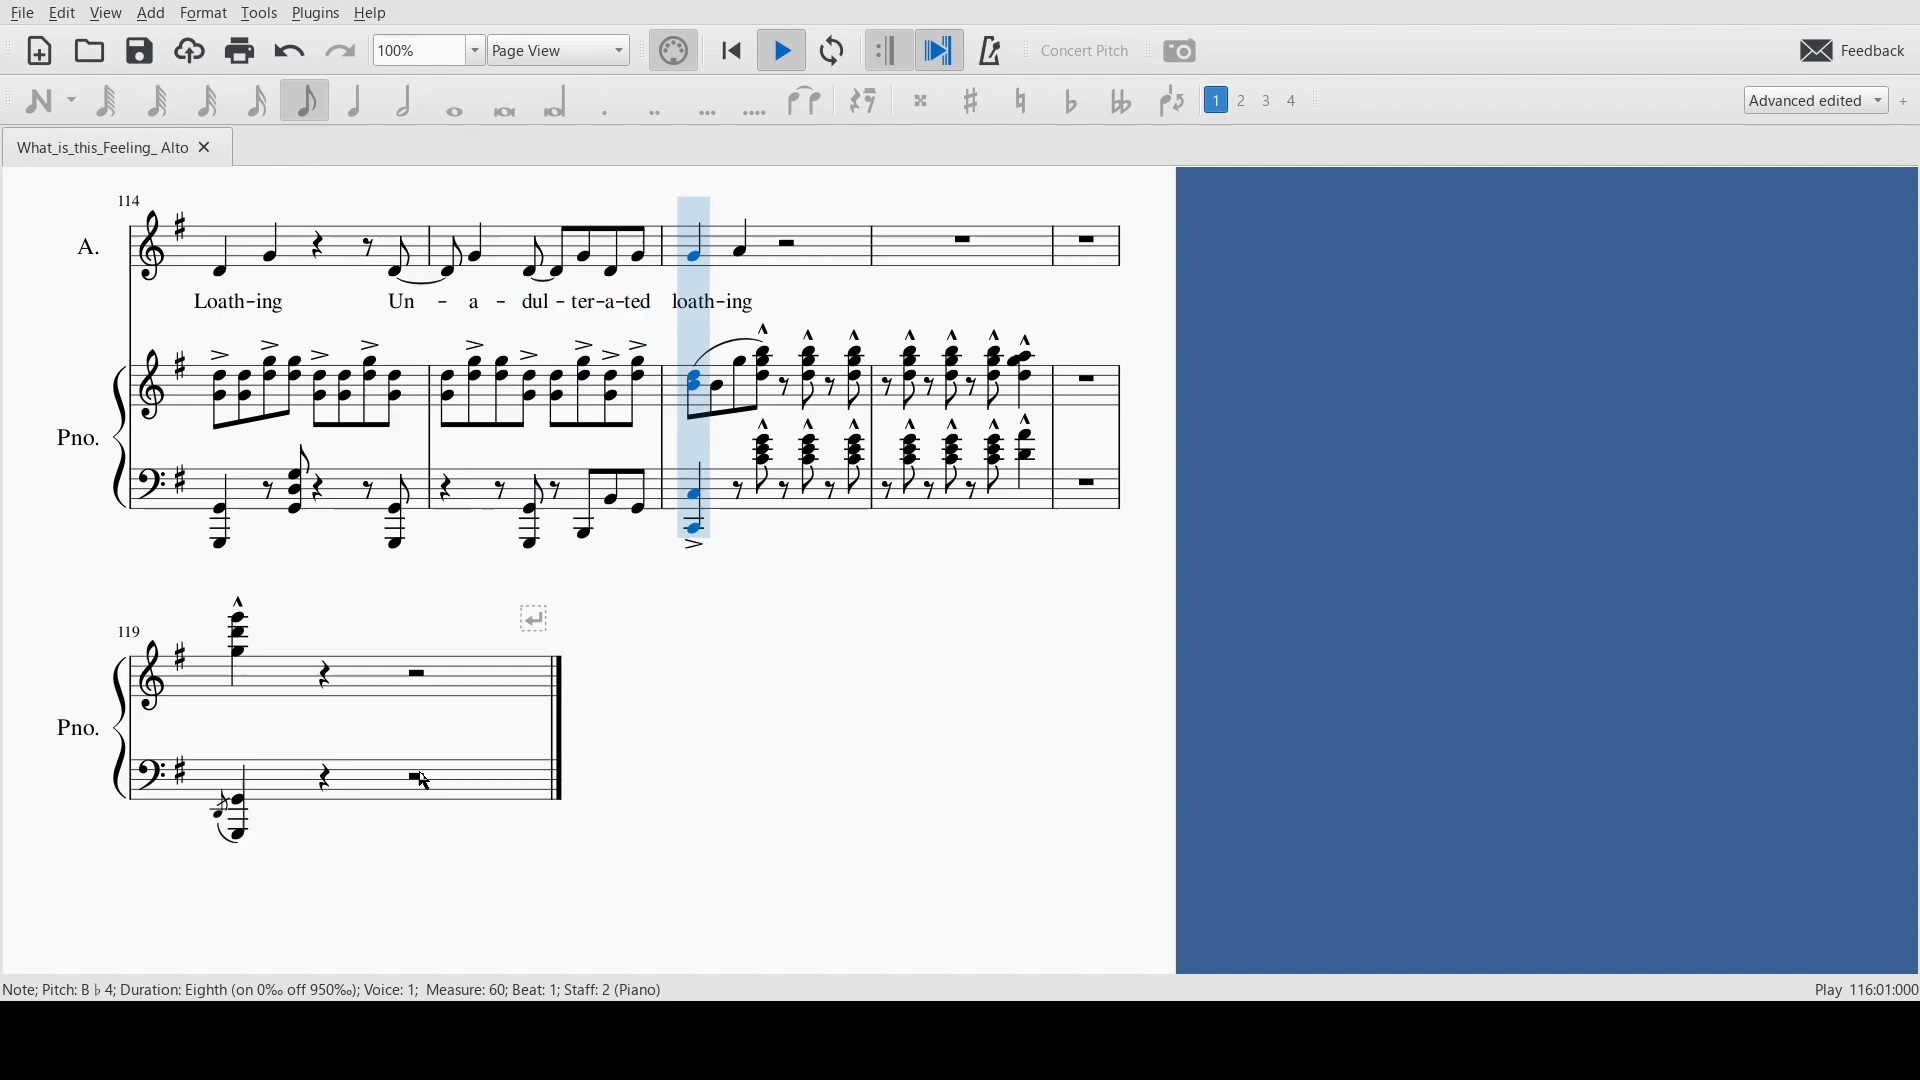 File Edit View Add Format Tools Plugins Help
100% Page View Concert Pitch Feedback
1 2 3 4 Advanced edited +
What_is_this_Feeling_ Alto
114
A.
Loath-ing Un - a - dul - ter-a-ted loath-ing
Pno.
119
Pno.
Note; Pitch: B♭4; Duration: Eighth (on 0‰ off 950‰); Voice: 1; Measure: 60; Beat: 1; Staff: 2 (Piano) Play 116:01:000